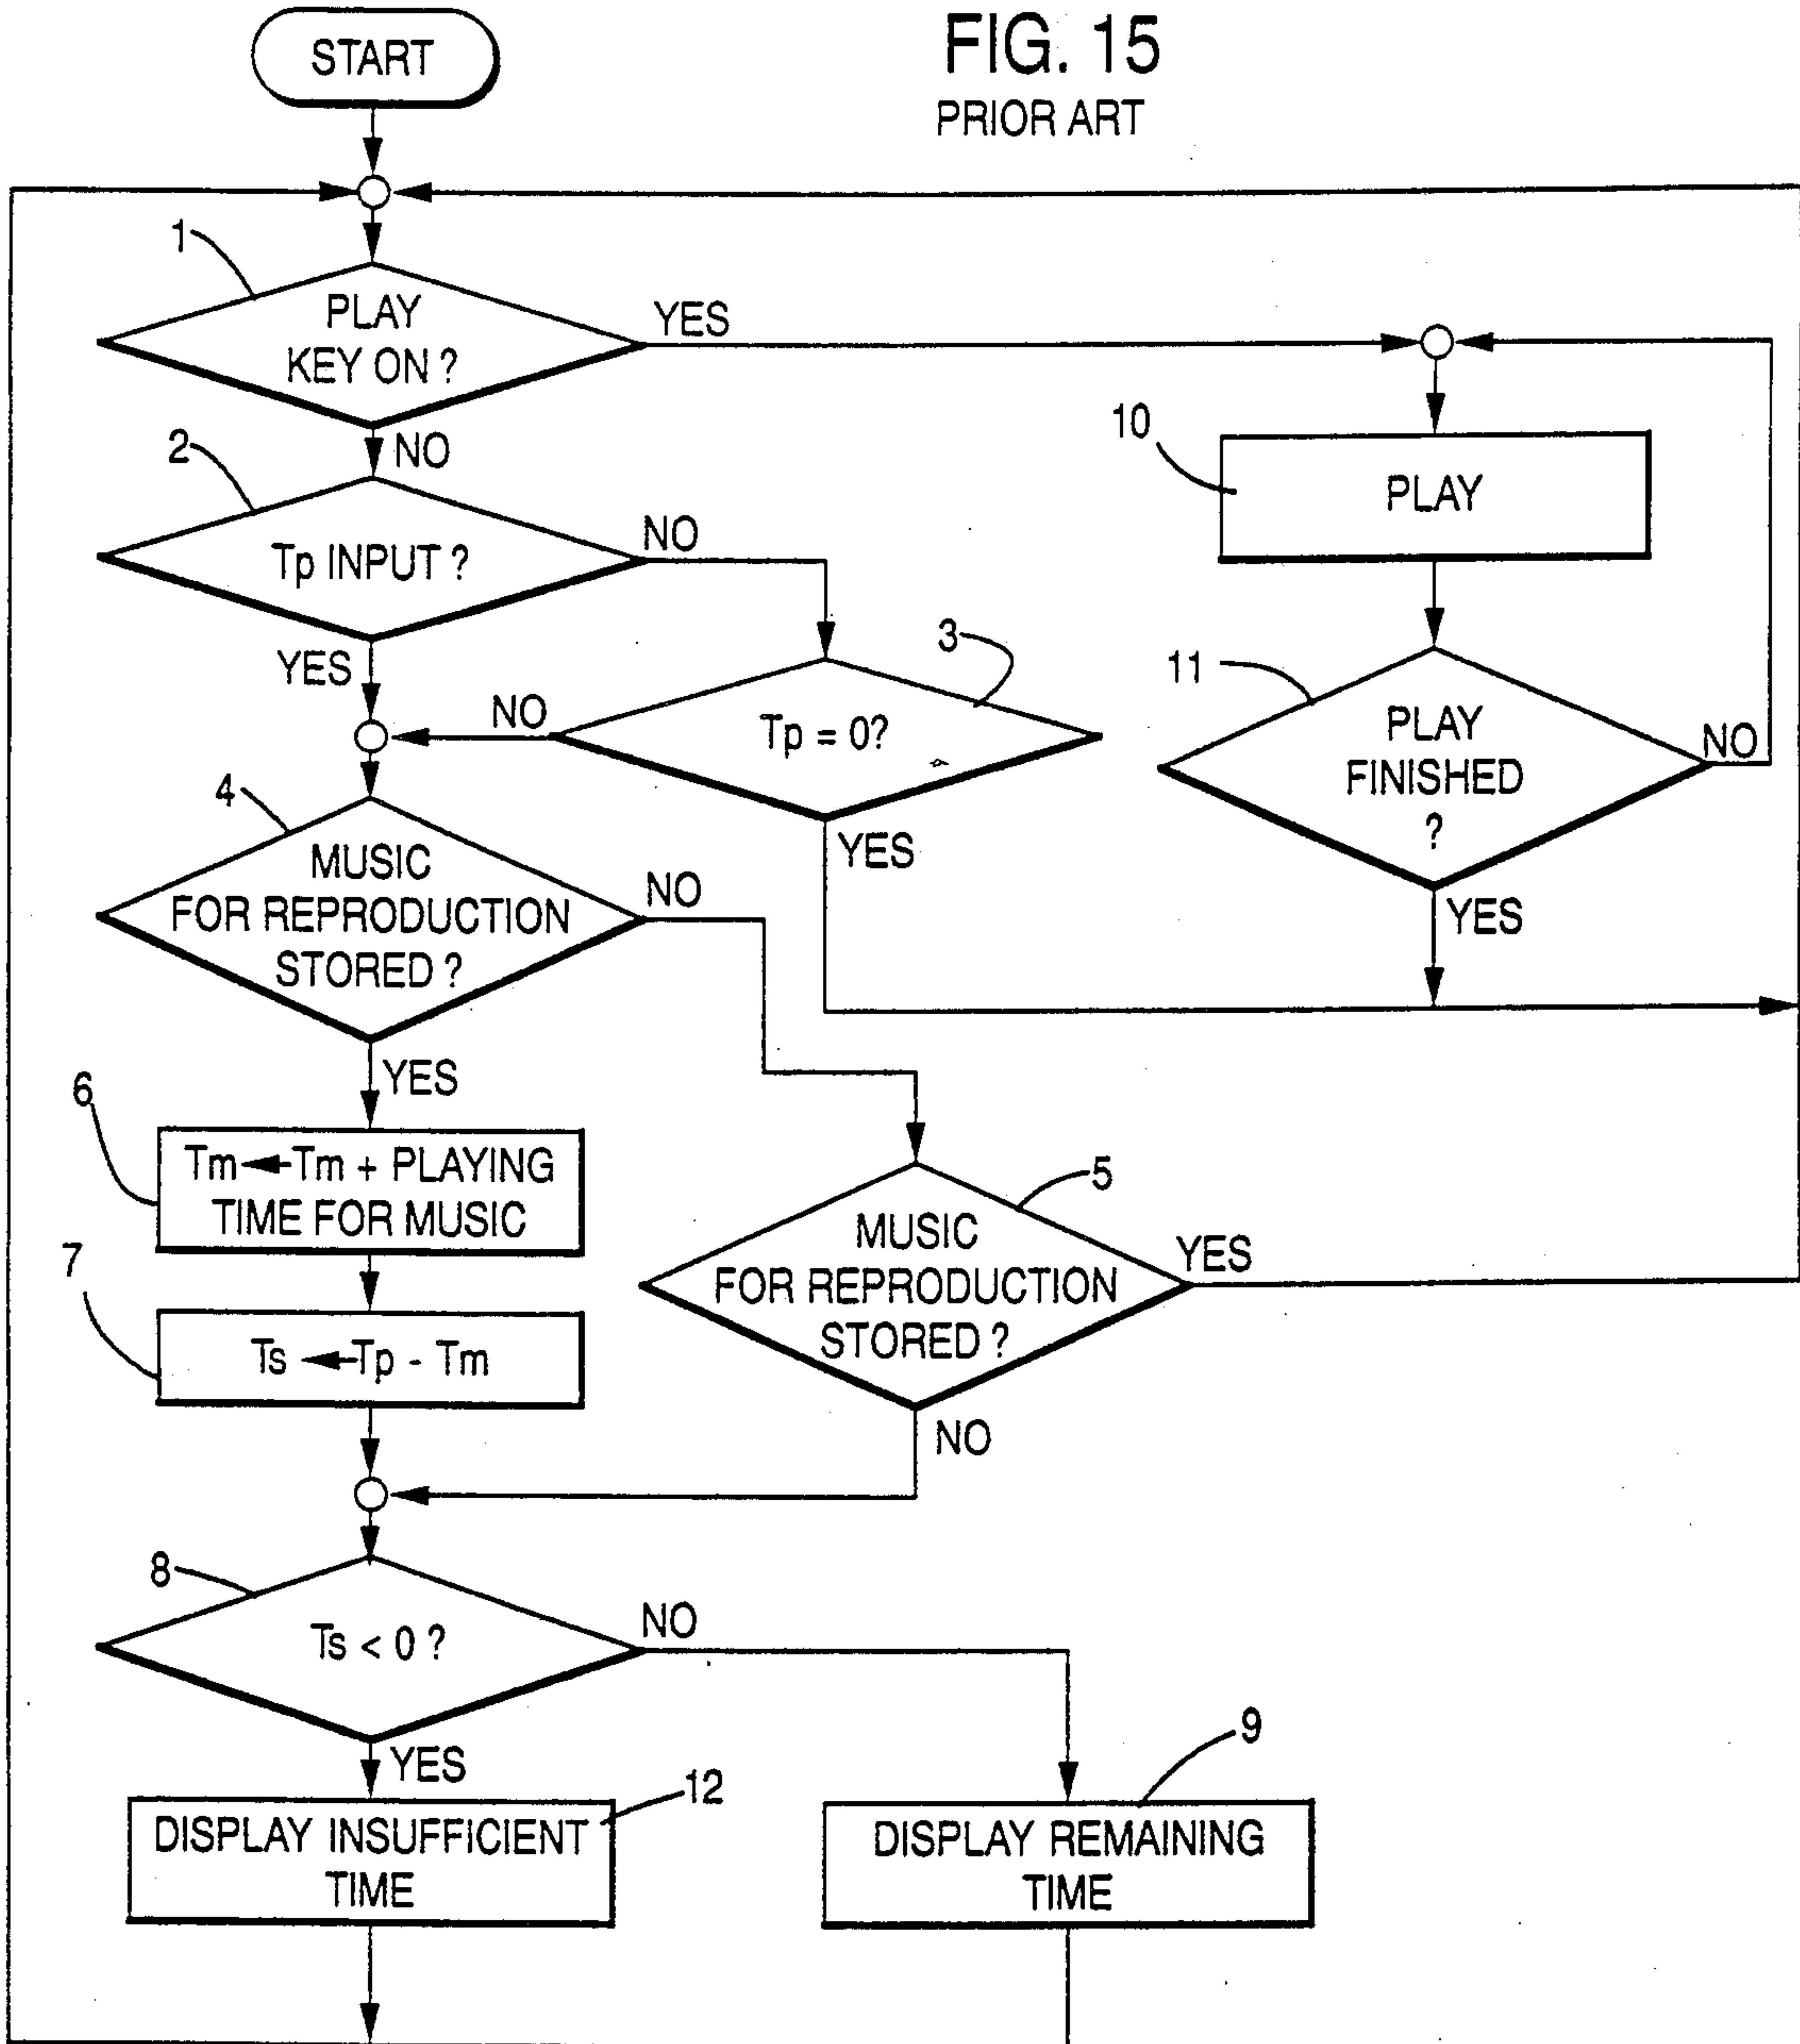 FIG. 15
PRIOR ART
START
1
PLAY
KEY ON ?
YES
NO
2
Tp INPUT ?
NO
YES
3
Tp = 0?
NO
YES
10
PLAY
11
PLAY
FINISHED
?
NO
YES
4
MUSIC
FOR REPRODUCTION
STORED ?
NO
YES
6
Tm ← Tm + PLAYING
TIME FOR MUSIC
5
MUSIC
FOR REPRODUCTION
STORED ?
YES
NO
7
Ts ← Tp - Tm
8
Ts < 0 ?
NO
YES
12
DISPLAY INSUFFICIENT
TIME
9
DISPLAY REMAINING
TIME